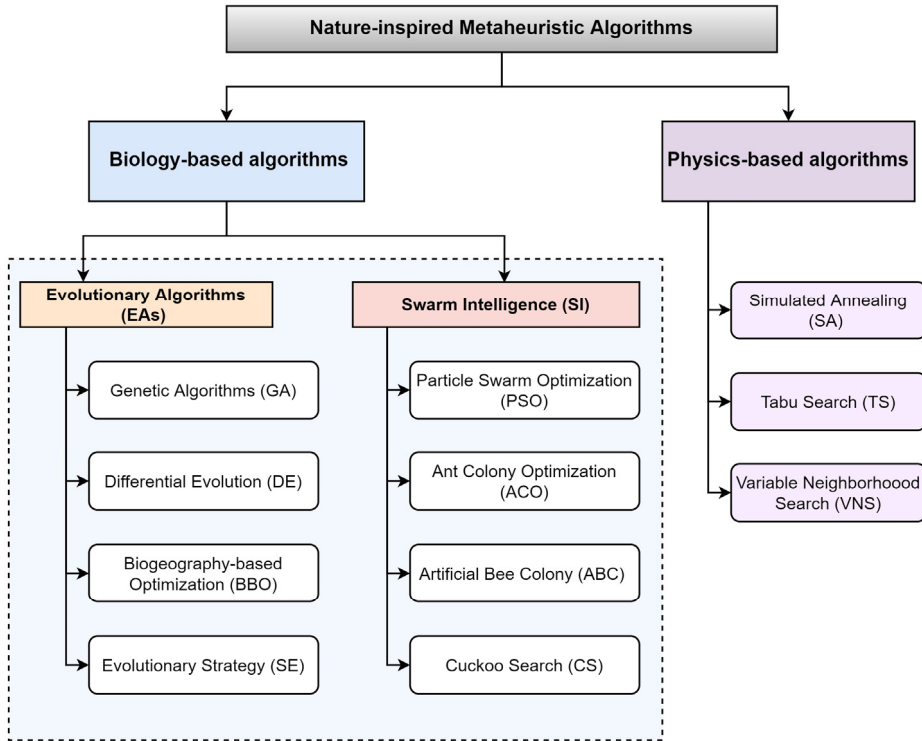 Nature-inspired Metaheuristic Algorithms
Biology-based algorithms
Physics-based algorithms
Evolutionary Algorithms
(EAs)
Swarm Intelligence (SI)
Genetic Algorithms (GA)
Differential Evolution (DE)
Biogeography-based
Optimization (BBO)
Evolutionary Strategy (SE)
Particle Swarm Optimization
(PSO)
Ant Colony Optimization
(ACO)
Artificial Bee Colony (ABC)
Cuckoo Search (CS)
Simulated Annealing
(SA)
Tabu Search (TS)
Variable Neighborhoood
Search (VNS)